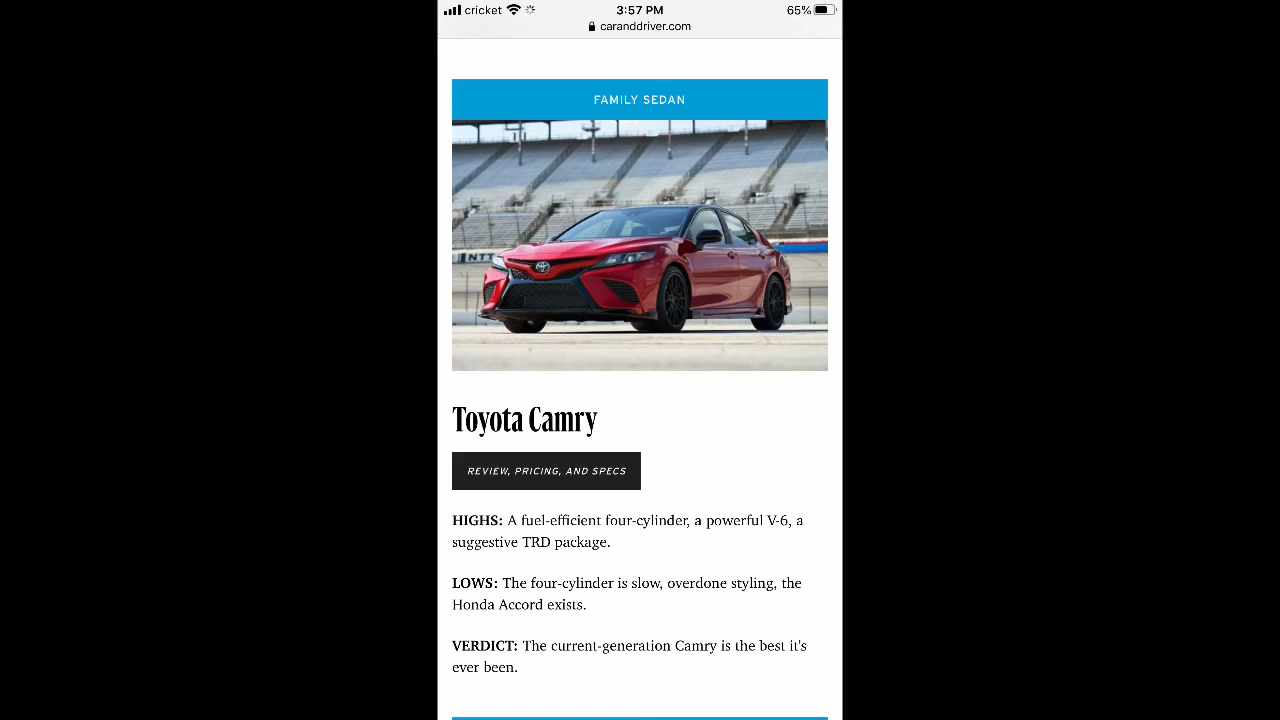 cricket 3:57 PM 65%
caranddriver.com
FAMILY SEDAN
Toyota Camry
REVIEW, PRICING, AND SPECS
HIGHS: A fuel-efficient four-cylinder, a powerful V-6, a
suggestive TRD package.
LOWS: The four-cylinder is slow, overdone styling, the
Honda Accord exists.
VERDICT: The current-generation Camry is the best it's
ever been.